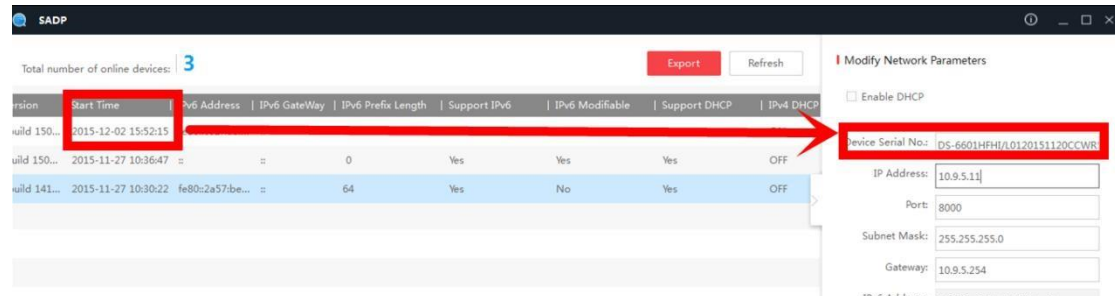 SADP
Total number of online devices: 3 Export Refresh
ersion Start Time | IPv6 Address | IPv6 GateWay | IPv6 Prefix Length | Support IPv6 | IPv6 Modifiable | Support DHCP | IPv4 DHCP
uild 150... 2015-12-02 15:52:15
uild 150... 2015-11-27 10:36:47 :: :: 0 Yes Yes Yes OFF
uild 141... 2015-11-27 10:30:22 fe80::2a57:be... :: 64 Yes No Yes OFF
Modify Network Parameters
Enable DHCP
Device Serial No.: DS-6601HFHI/L0120151120CCWR
IP Address: 10.9.5.11
Port: 8000
Subnet Mask: 255.255.255.0
Gateway: 10.9.5.254